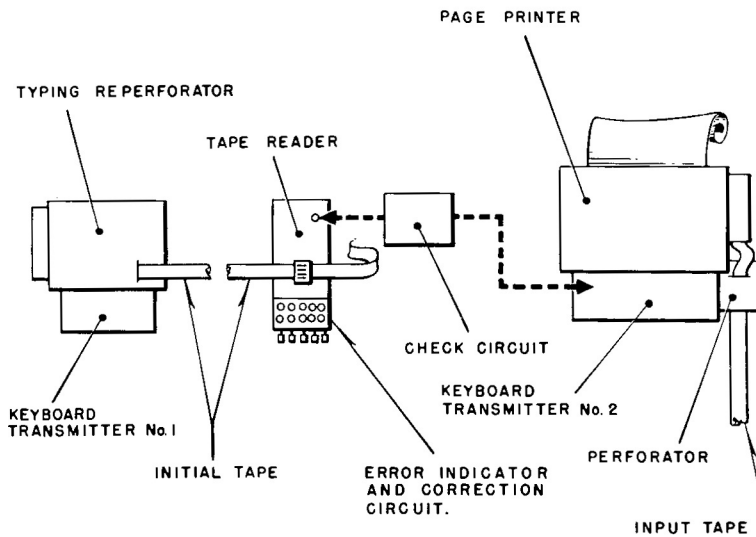 PAGE PRINTER
TYPING REPERFORATOR
TAPE READER
CHECK CIRCUIT
KEYBOARD
TRANSMITTER No. 1
KEYBOARD
TRANSMITTER No. 2
INITIAL TAPE
ERROR INDICATOR
AND CORRECTION
CIRCUIT.
PERFORATOR
INPUT TAPE